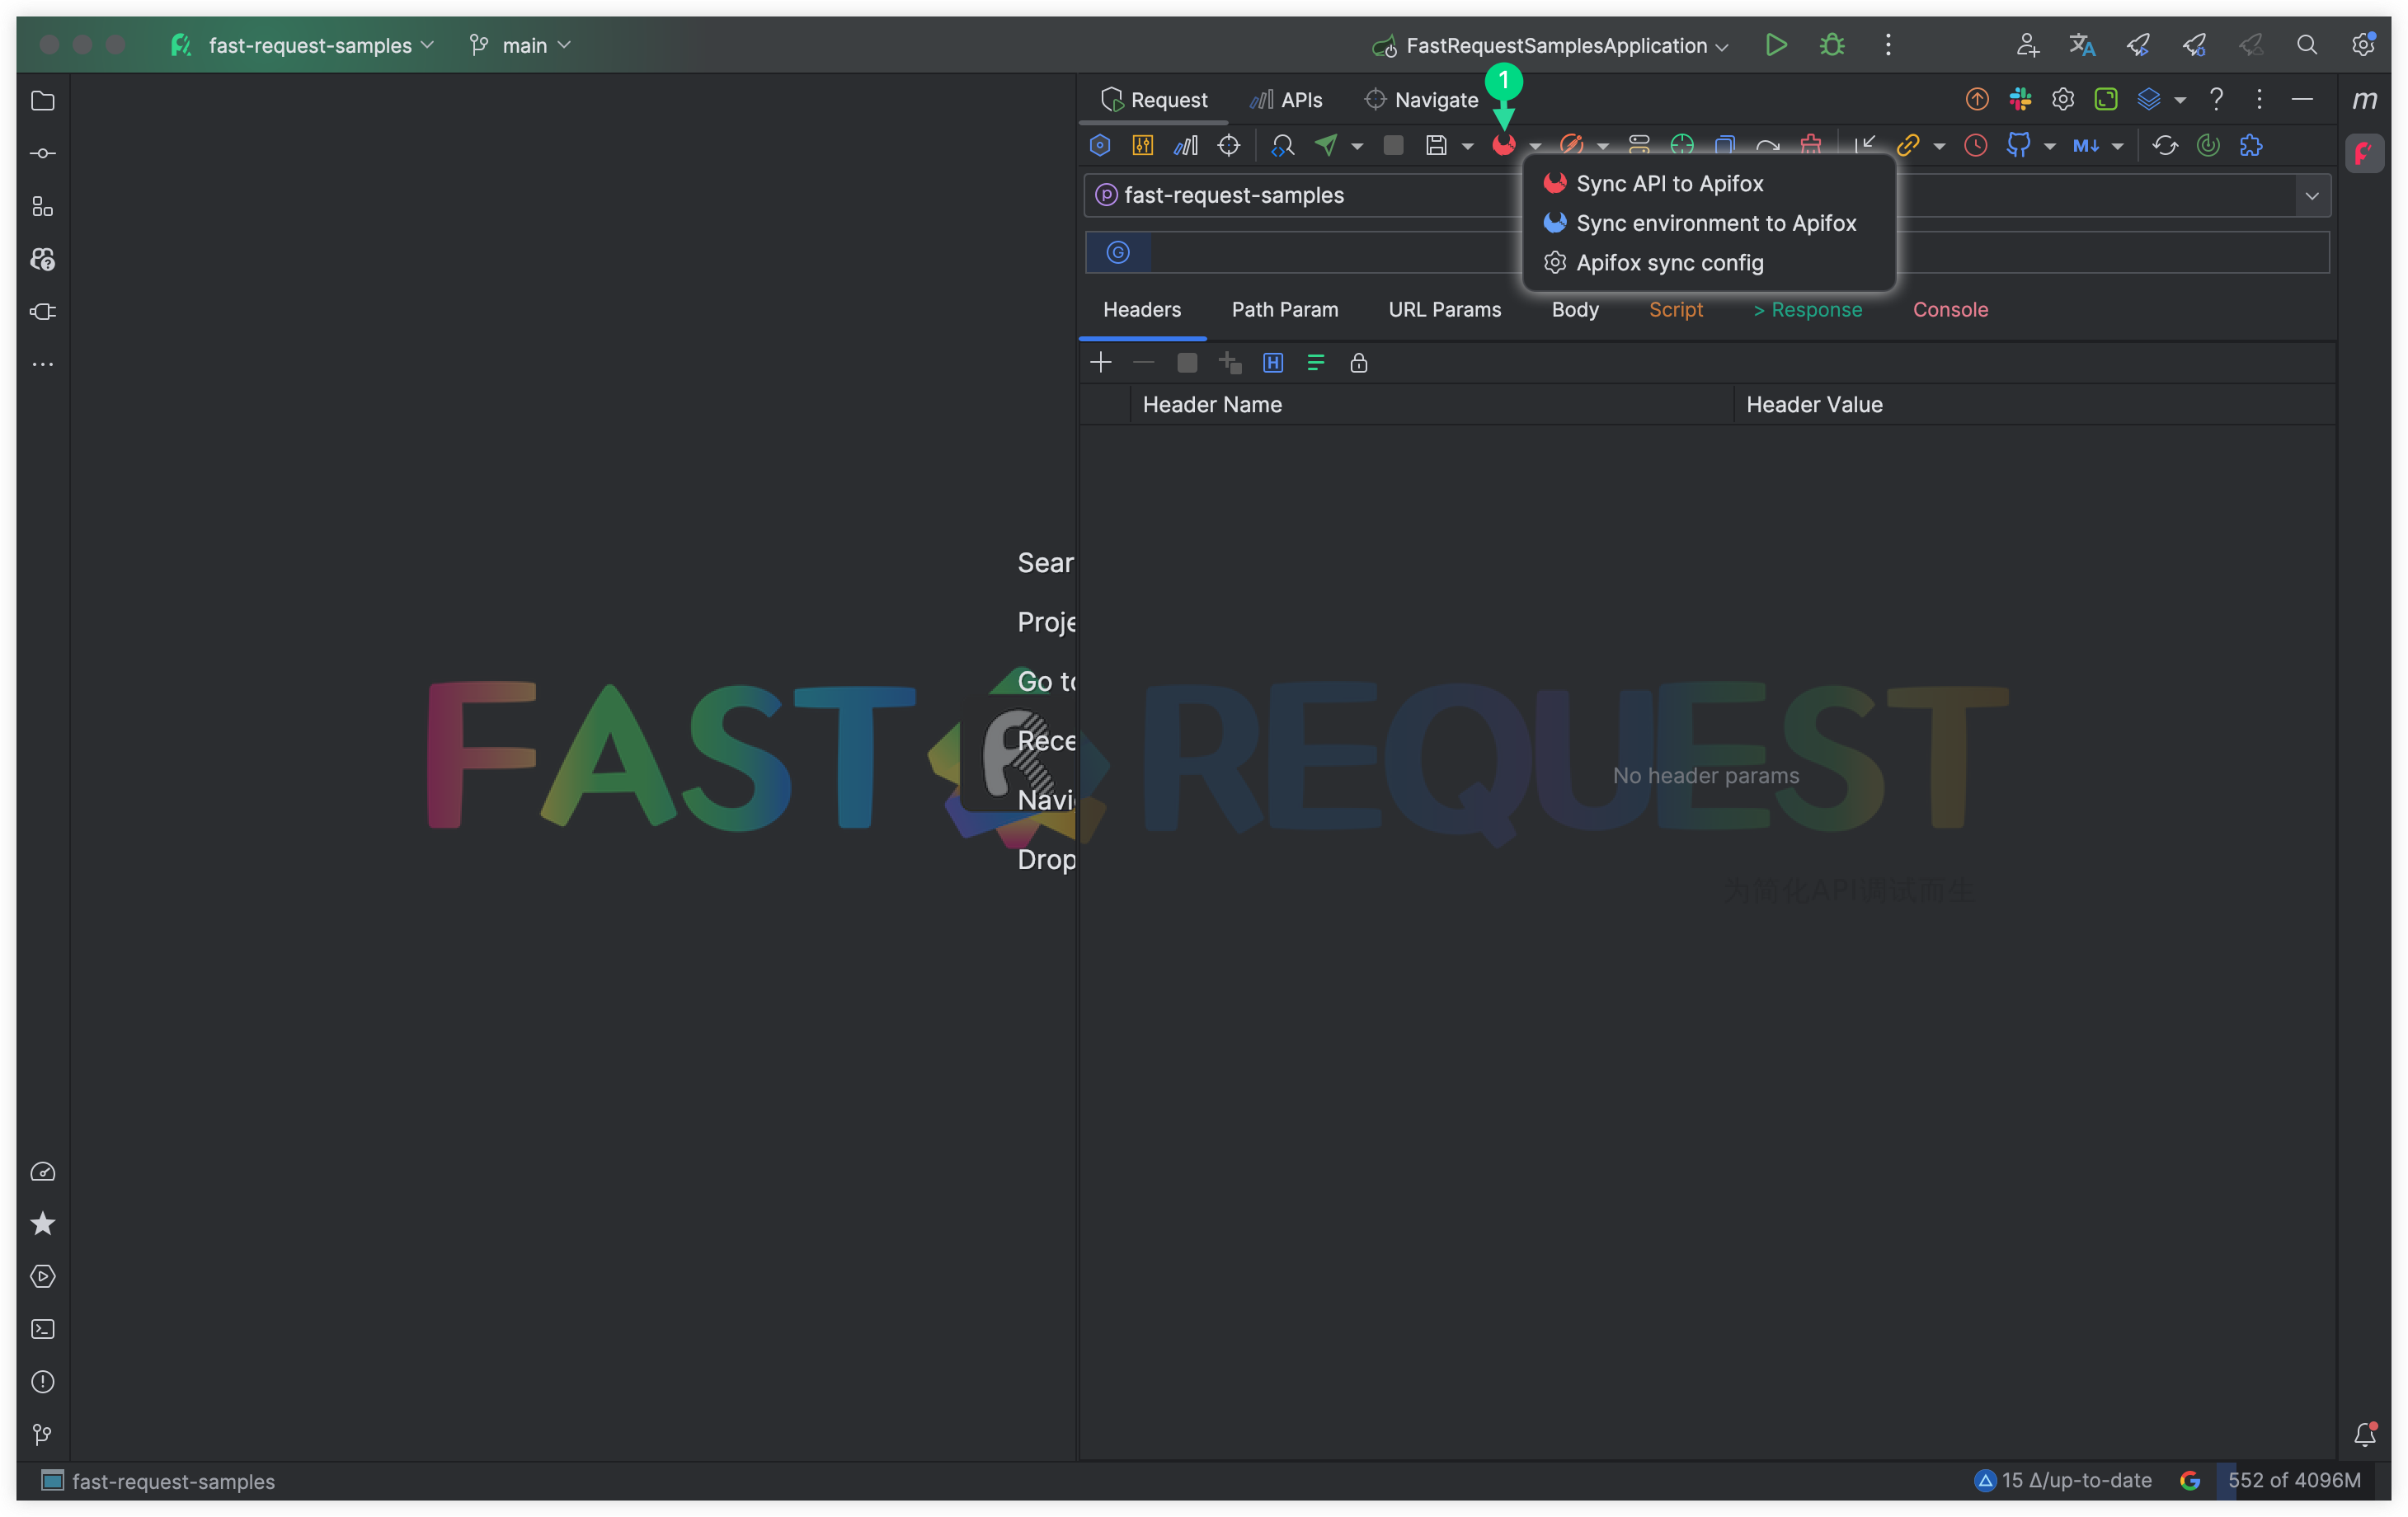 fast-request-samples
main
FastRequestSamplesApplication
1
Request
APIs
Navigate
m
M↓
fast-request-samples
Sync API to Apifox
Sync environment to Apifox
Apifox sync config
G
Headers
Path Param
URL Params
Body
Script
> Response
Console
H
Header Name
Header Value
Sear
Proje
Go to
Rece
Navi
Drop
FAST REQUEST
No header params
为简化API调试而生
fast-request-samples
15 Δ/up-to-date
552 of 4096M